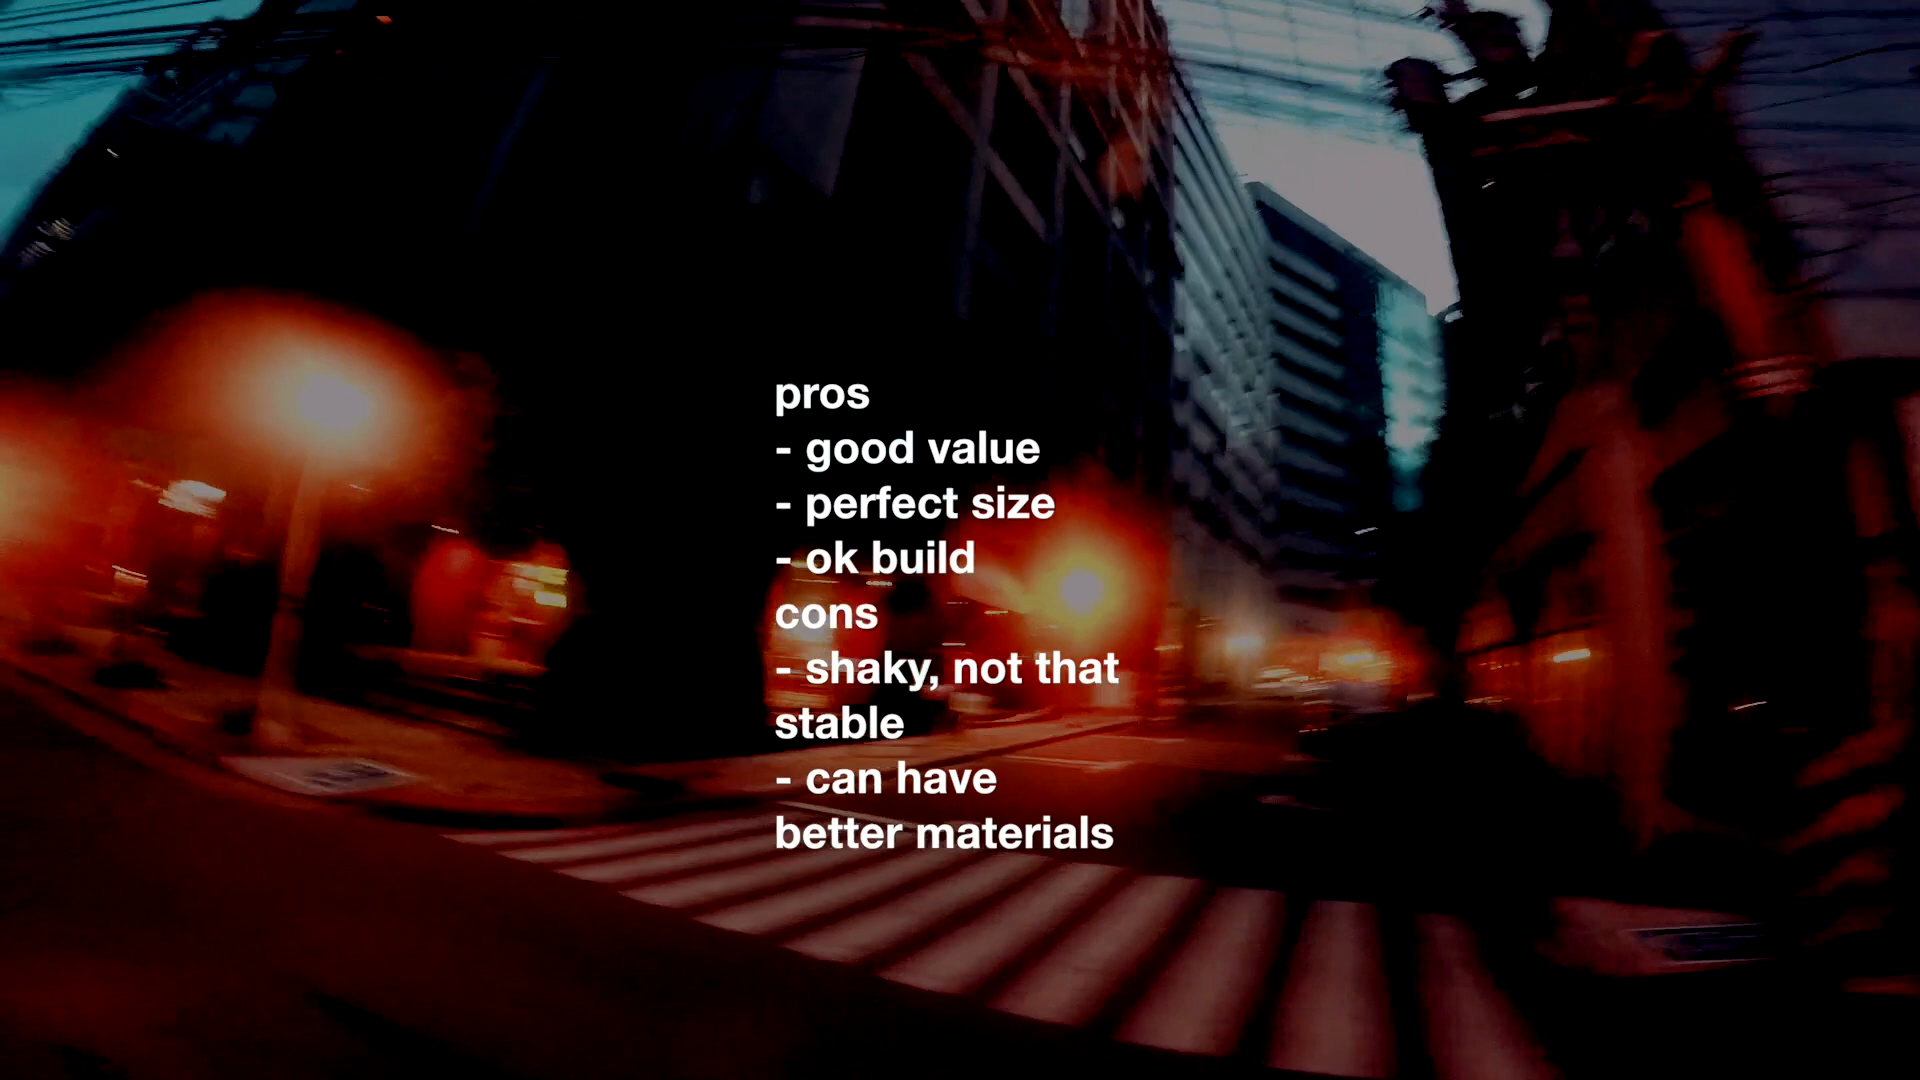 pros
- good value
- perfect size
- ok build
cons
- shaky, not that
stable
- can have
better materials